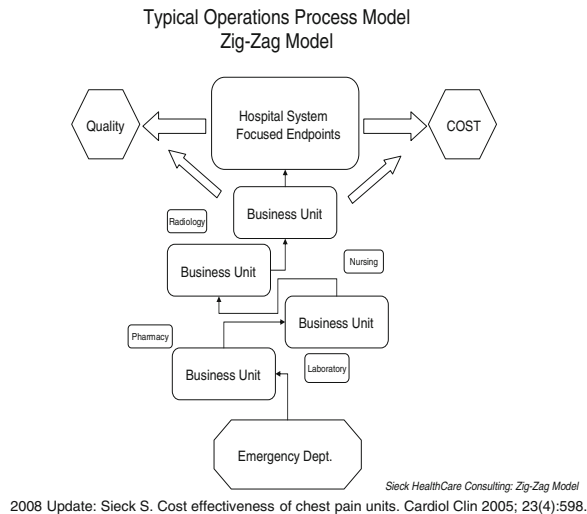 Typical Operations Process Model
Zig-Zag Model
Hospital System
Focused Endpoints
Quality
COST
Business Unit
Radiology
Business Unit
Nursing
Business Unit
Pharmacy
Business Unit
Laboratory
Emergency Dept.
Sieck HealthCare Consulting: Zig-Zag Model
2008 Update: Sieck S. Cost effectiveness of chest pain units. Cardiol Clin 2005; 23(4):598